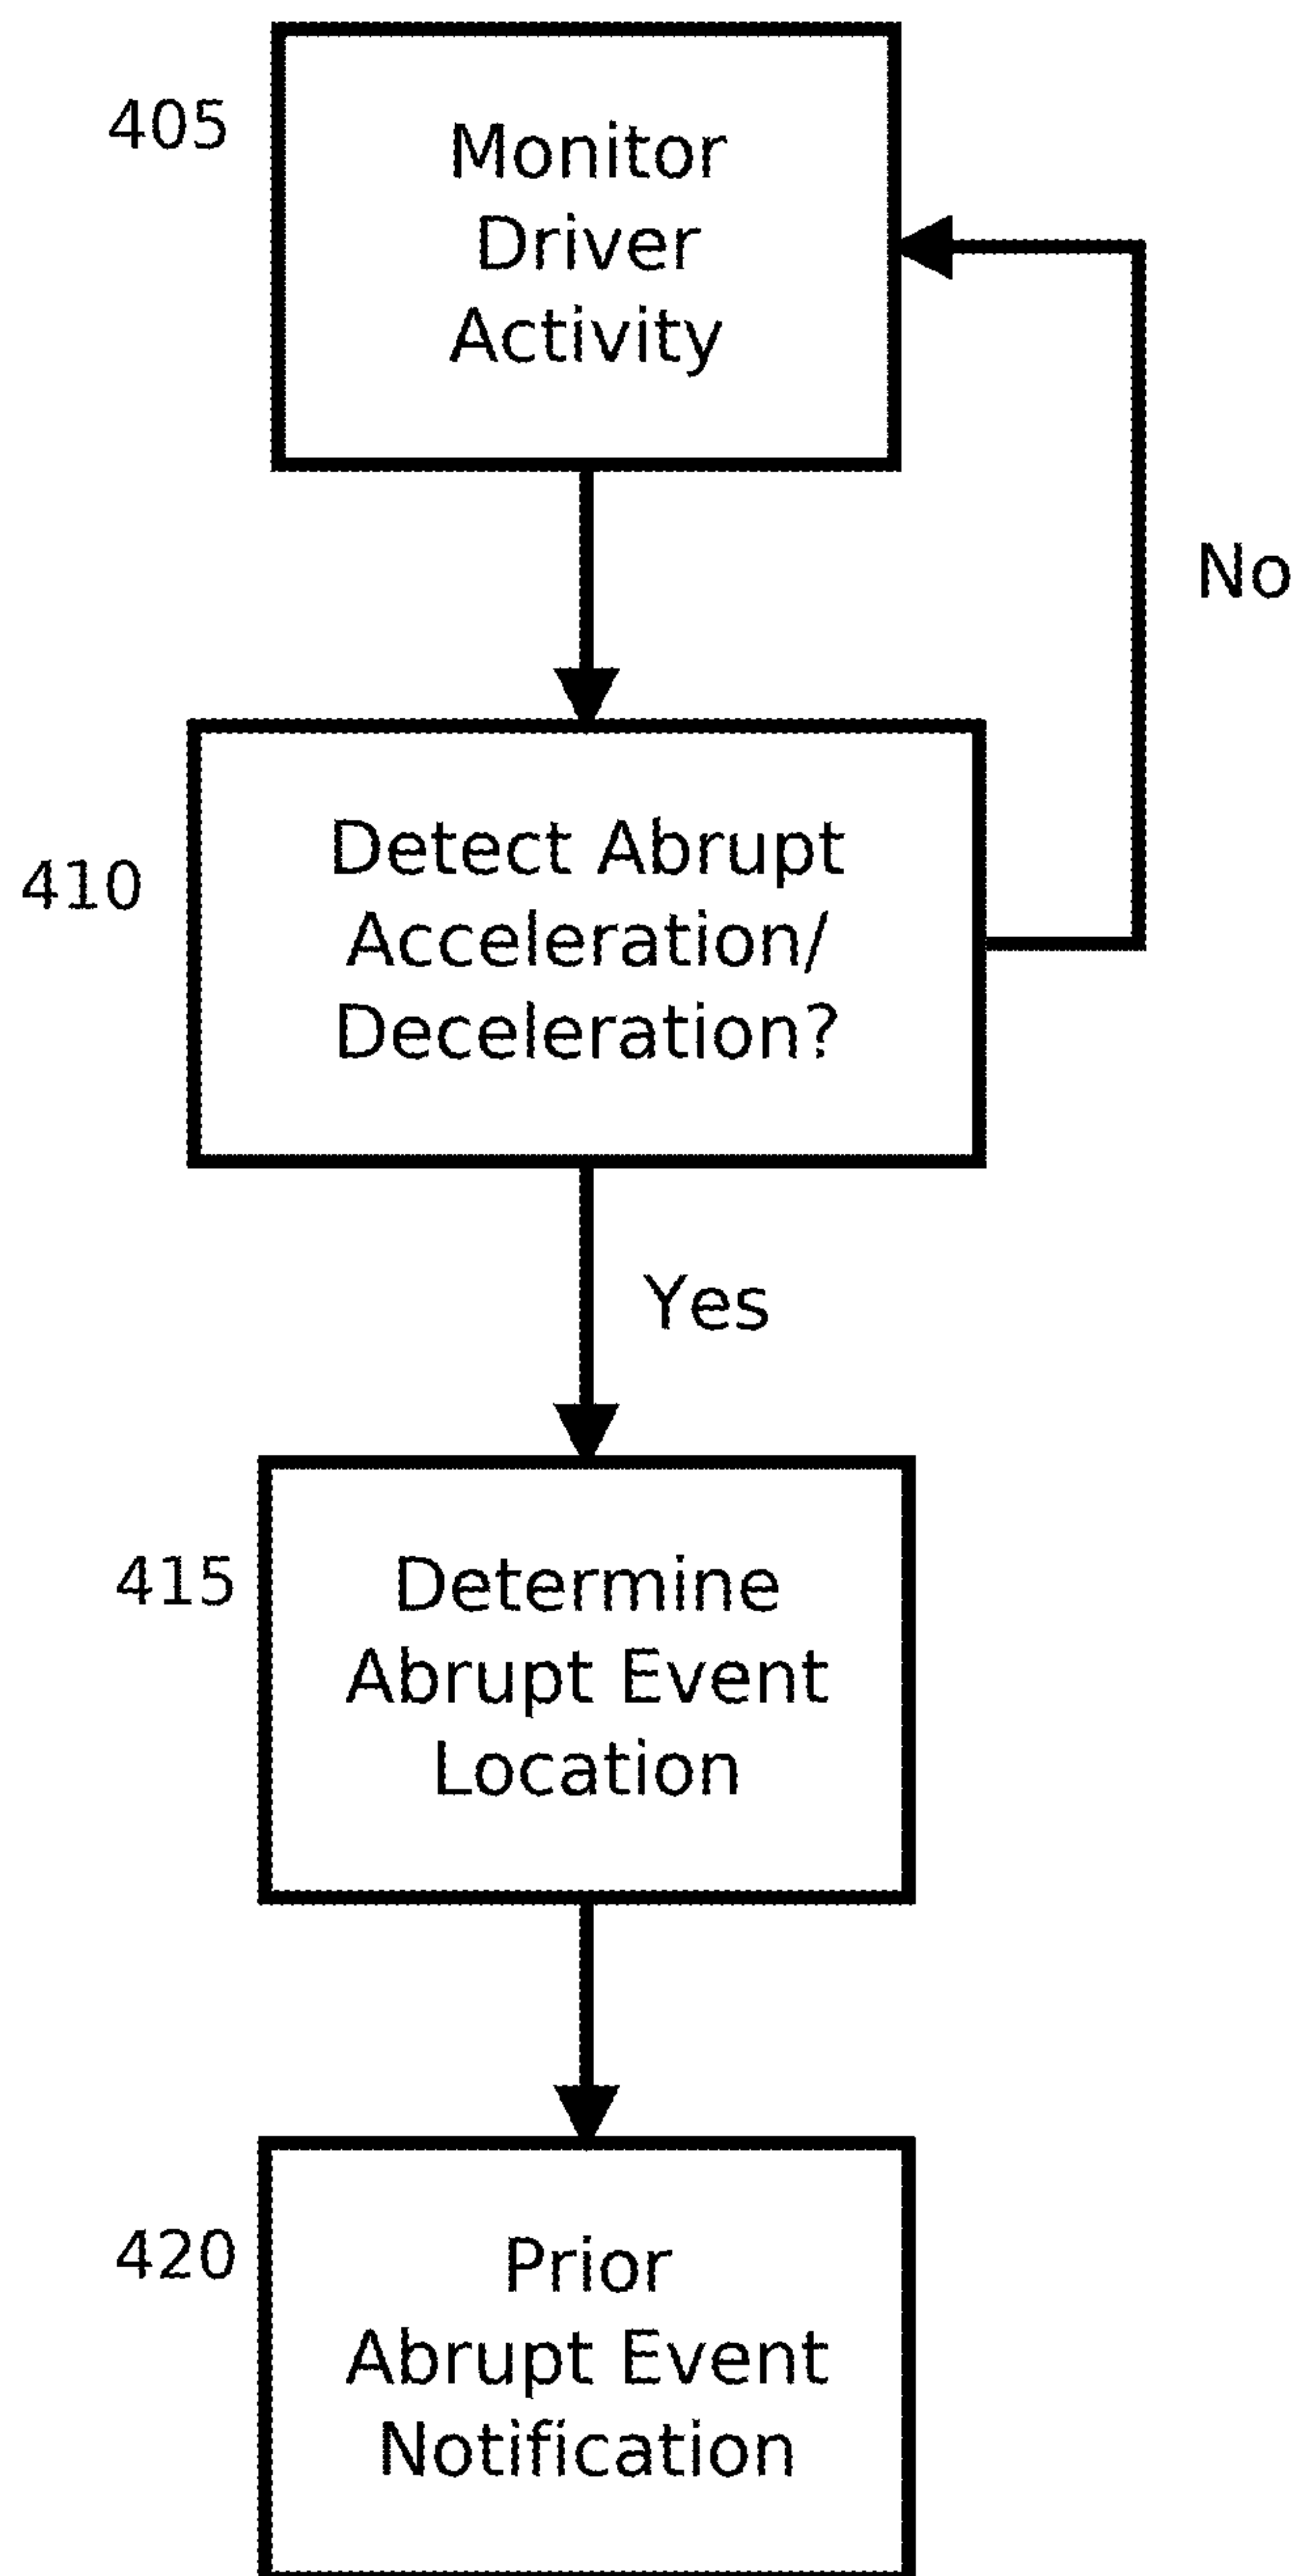 405
Monitor
Driver
Activity
No
410
Detect Abrupt
Acceleration/
Deceleration?
Yes
415
Determine
Abrupt Event
Location
420
Prior
Abrupt Event
Notification